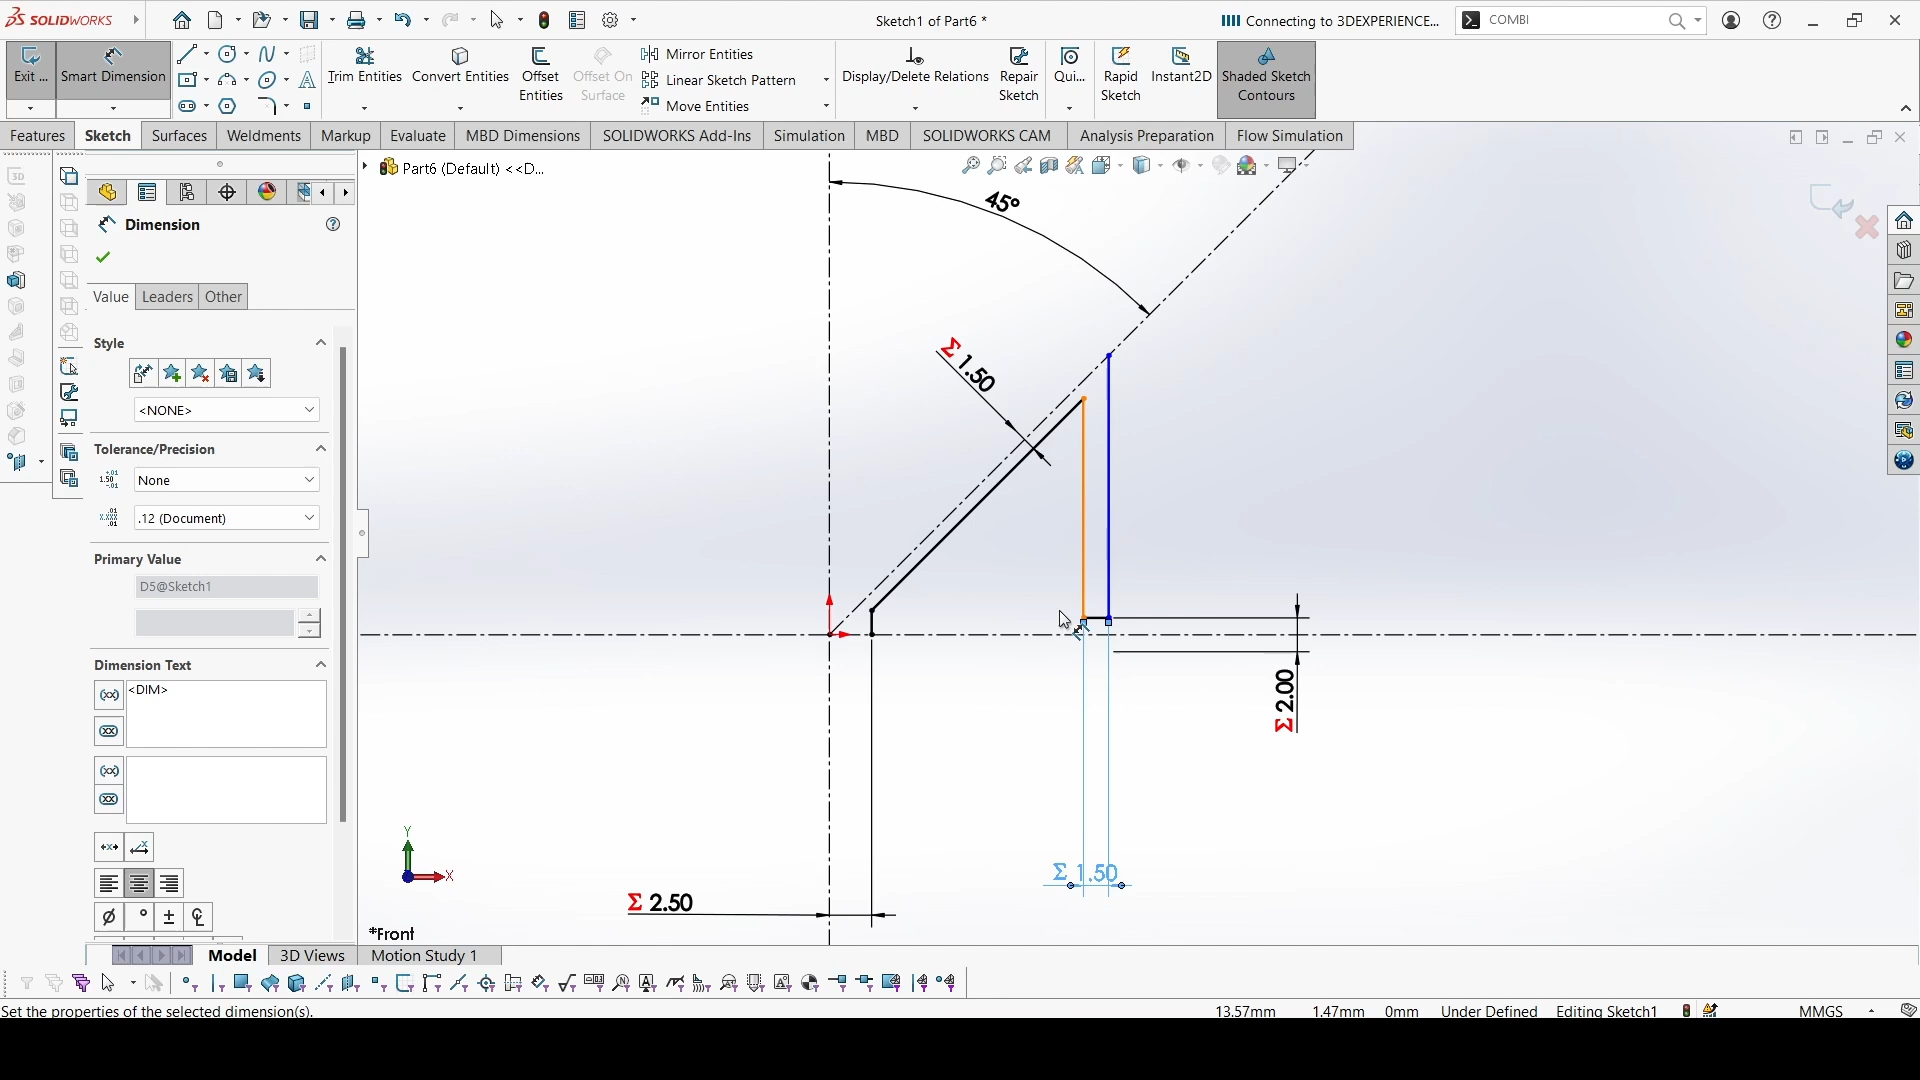 SOLIDWORKS
Sketch1 of Part6 *
Connecting to 3DEXPERIENCE...
COMBI
Exit ...
Smart Dimension
Trim Entities
Convert Entities
Offset
Entities
Offset On
Surface
Mirror Entities
Linear Sketch Pattern
Move Entities
Display/Delete Relations
Repair
Sketch
Qui...
Rapid
Sketch
Instant2D
Shaded Sketch
Contours
Features
Sketch
Surfaces
Weldments
Markup
Evaluate
MBD Dimensions
SOLIDWORKS Add-Ins
Simulation
MBD
SOLIDWORKS CAM
Analysis Preparation
Flow Simulation
Part6 (Default) <<D...
Dimension
Value
Leaders
Other
Style
<NONE>
Tolerance/Precision
None
.12 (Document)
Primary Value
D5@Sketch1
Dimension Text
<DIM>
45°
Σ 1.50
Σ 2.00
Σ 1.50
Σ 2.50
Y
X
*Front
Model
3D Views
Motion Study 1
Set the properties of the selected dimension(s).
13.57mm
1.47mm
0mm
Under Defined
Editing Sketch1
MMGS